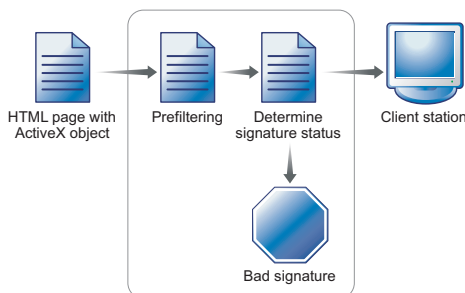 HTML page with
ActiveX object
Prefiltering
Determine
signature status
Client station
Bad signature